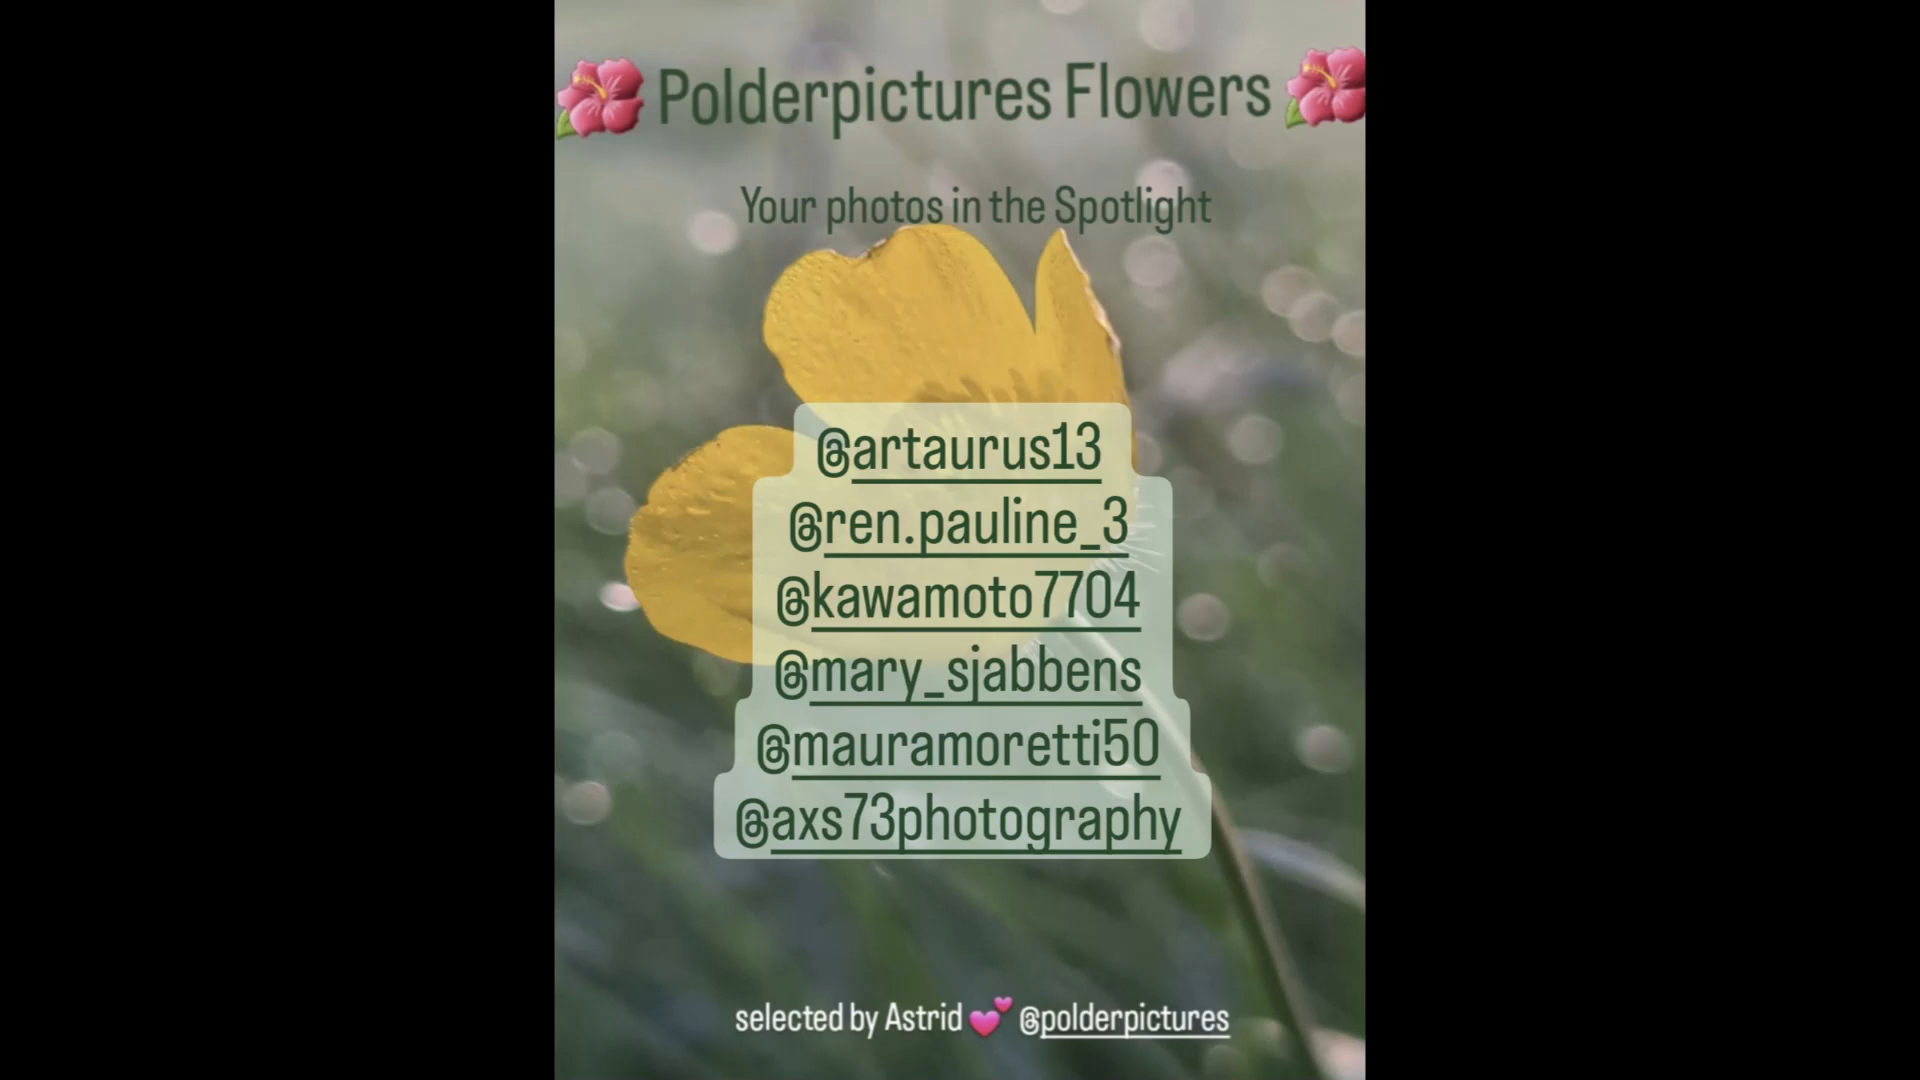 🌺 Polderpictures Flowers 🌺
Your photos in the Spotlight
@artaurus13
@ren.pauline_3
@kawamoto7704
@mary_sjabbens
@mauramoretti50
@axs73photography
selected by Astrid 💕 @polderpictures